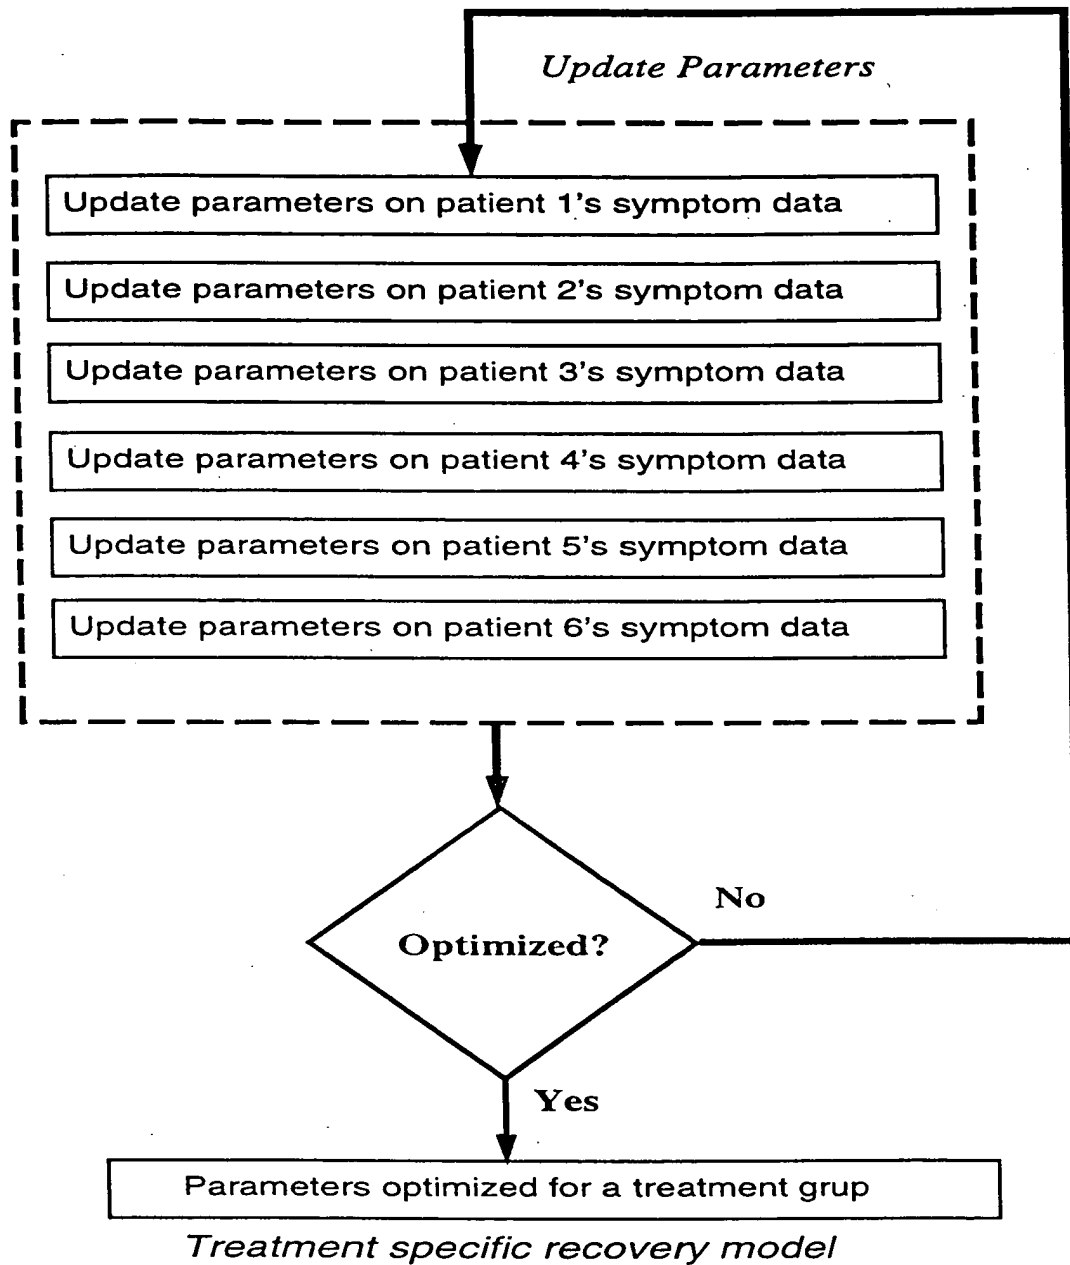 Update Parameters
Update parameters on patient 1's symptom data
Update parameters on patient 2's symptom data
Update parameters on patient 3's symptom data
Update parameters on patient 4's symptom data
Update parameters on patient 5's symptom data
Update parameters on patient 6's symptom data
No
Optimized?
Yes
Parameters optimized for a treatment grup
Treatment specific recovery model